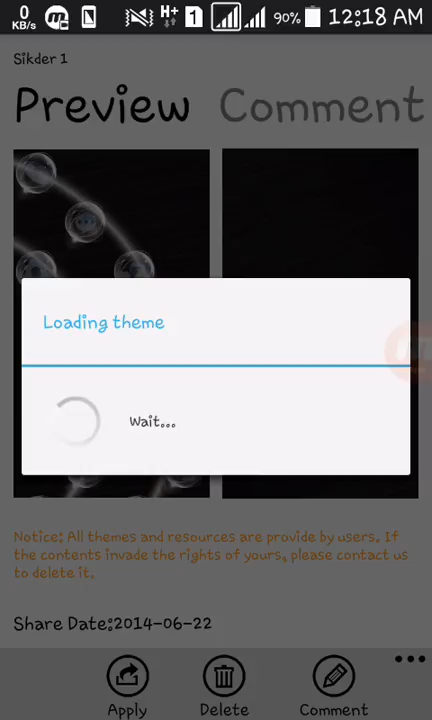 0
KB/s
H+
1
90%
12:18 AM
Sikder 1
Preview
Comment
Loading theme
Wait...
Notice: All themes and resources are provide by users. If
the contents invade the rights of yours, please contact us
to delete it.
Share Date:2014-06-22
Apply
Delete
Comment